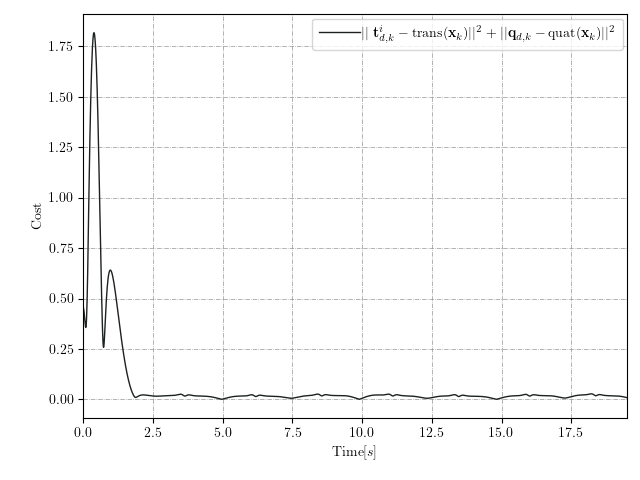 || t^i_{d,k} − trans(x_k)||^2 + ||q_{d,k} − quat(x_k)||^2
1.75
1.50
1.25
1.00
0.75
0.50
0.25
0.00
Cost
0.0 2.5 5.0 7.5 10.0 12.5 15.0 17.5
Time[s]